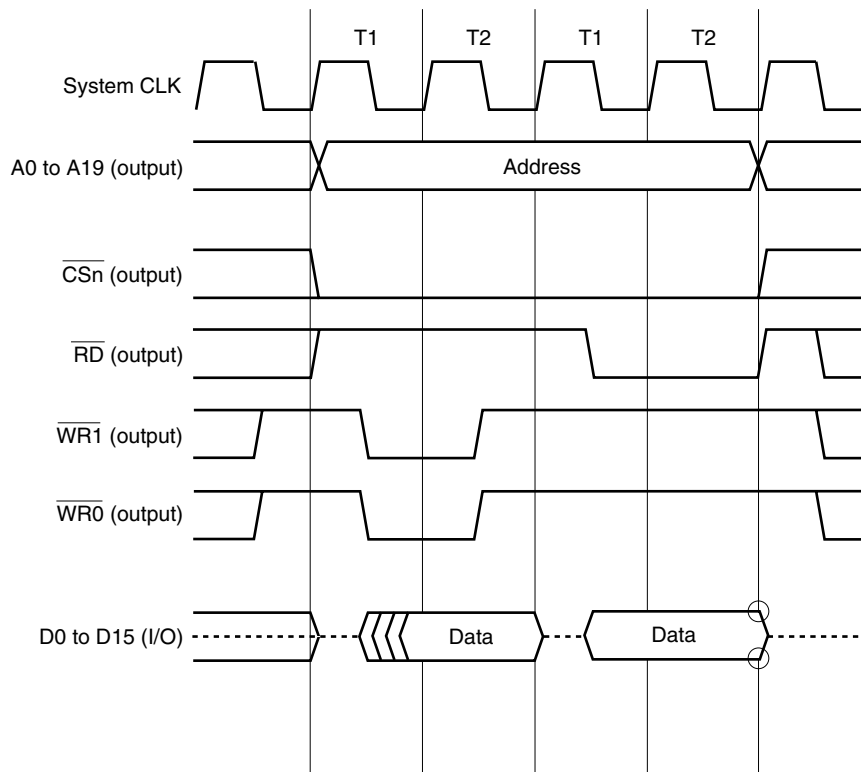 T1 T2 T1 T2
System CLK
A0 to A19 (output) Address
CSn (output)
RD (output)
WR1 (output)
WR0 (output)
D0 to D15 (I/O) Data Data